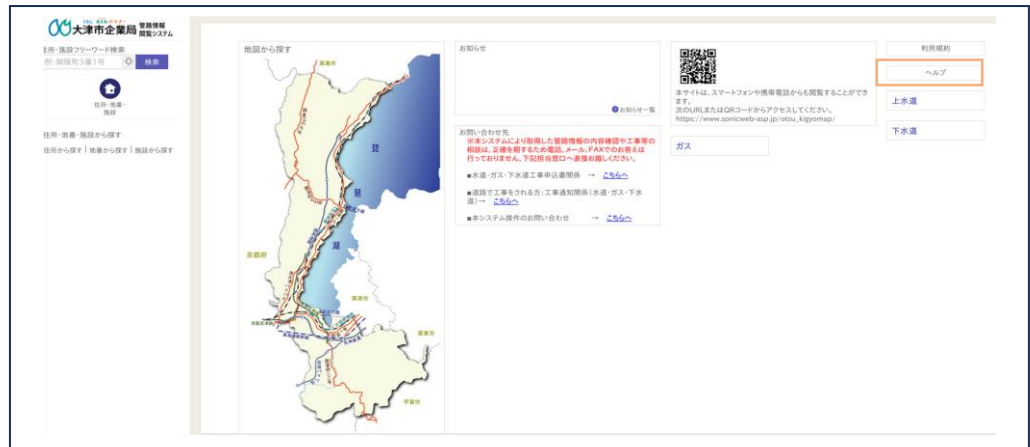 大津市企業局 管路情報
閲覧システム
住所・施設フリーワード検索
例:御陵町3番1号
検索
住所・地番・
施設
住所・地番・施設から探す
住所から探す | 地番から探す | 施設から探す
地図から探す
高島市
琵
琶
湖
京都府
草津市
栗東市
甲賀市
お知らせ
お知らせ一覧
お問い合わせ先
※本システムにより取得した管路情報の内容確認や工事等の
相談は、正確を期するため電話、メール、FAXでのお答えは
行っておりません。下記担当窓口へ直接お越しください。
■水道・ガス・下水道工事申込書関係 → こちらへ
■道路で工事をされる方:工事通知関係(水道・ガス・下水
道)→ こちらへ
■本システム操作のお問い合わせ → こちらへ
本サイトは、スマートフォンや携帯電話からも閲覧することができ
ます。
次のURLまたはQRコードからアクセスしてください。
https://www.sonicweb-asp.jp/otsu_kigyomap/
ガス
利用規約
ヘルプ
上水道
下水道